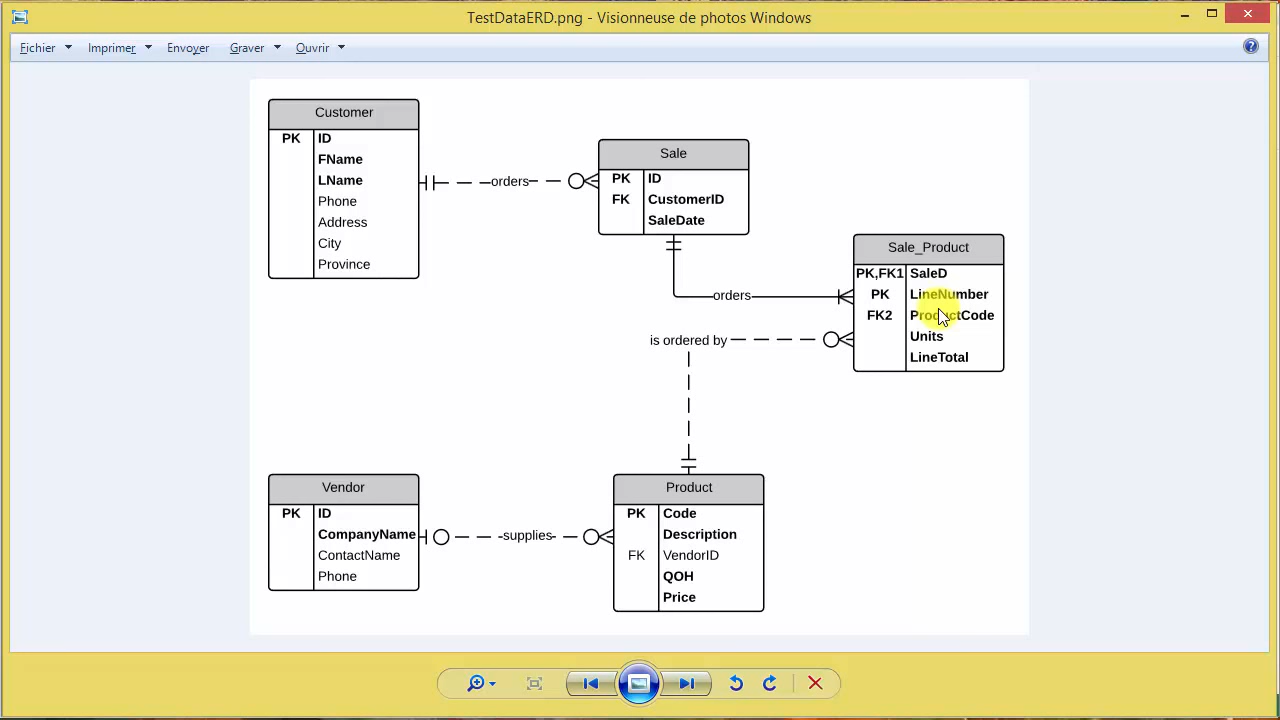 TestDataERD.png - Visionneuse de photos Windows
Fichier Imprimer Envoyer Graver Ouvrir
Customer
PK ID
FName
LName
Phone
Address
City
Province
orders
Sale
PK ID
FK CustomerID
SaleDate
orders
Sale_Product
PK,FK1 SaleD
PK LineNumber
FK2 ProductCode
Units
LineTotal
is ordered by
Vendor
PK ID
CompanyName
ContactName
Phone
supplies
Product
PK Code
Description
FK VendorID
QOH
Price